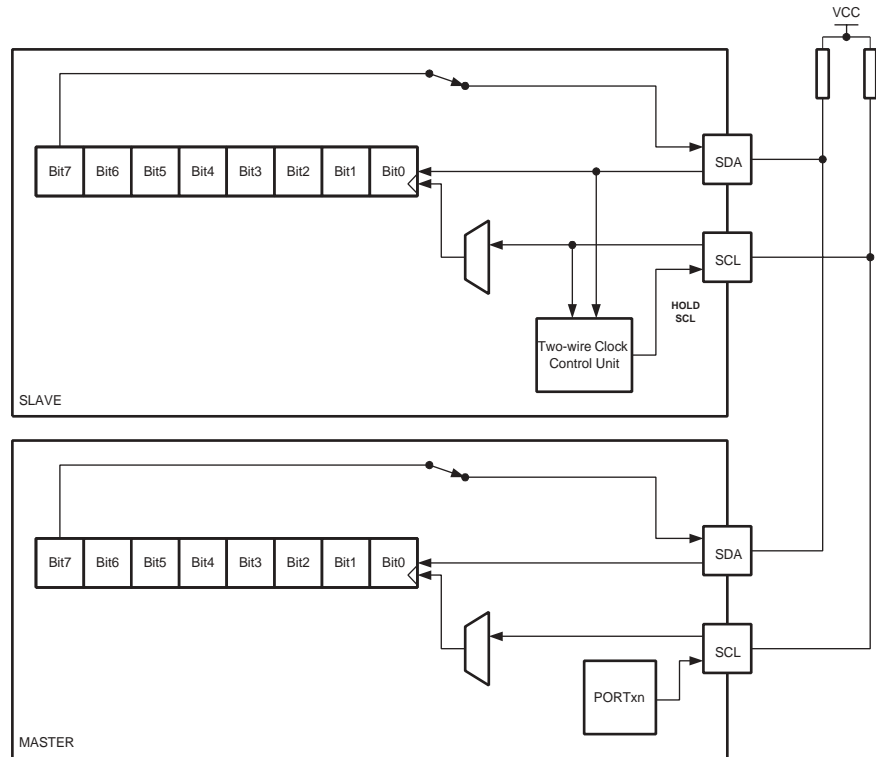 VCC
Bit7 Bit6 Bit5 Bit4 Bit3 Bit2 Bit1 Bit0
SDA
SCL
HOLD
SCL
Two-wire Clock
Control Unit
SLAVE
Bit7 Bit6 Bit5 Bit4 Bit3 Bit2 Bit1 Bit0
SDA
SCL
PORTxn
MASTER